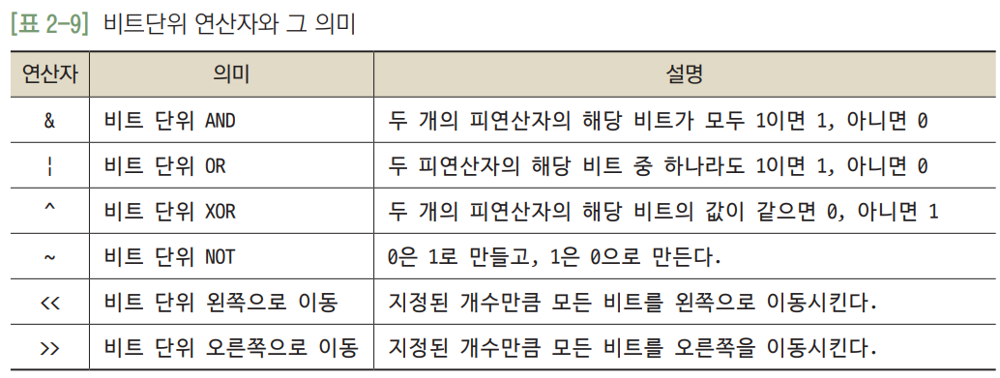 [표 2-9] 비트단위 연산자와 그 의미
연산자 의미 설명
& 비트 단위 AND 두 개의 피연산자의 해당 비트가 모두 1이면 1, 아니면 0
¦ 비트 단위 OR 두 피연산자의 해당 비트 중 하나라도 1이면 1, 아니면 0
^ 비트 단위 XOR 두 개의 피연산자의 해당 비트의 값이 같으면 0, 아니면 1
~ 비트 단위 NOT 0은 1로 만들고, 1은 0으로 만든다.
<< 비트 단위 왼쪽으로 이동 지정된 개수만큼 모든 비트를 왼쪽으로 이동시킨다.
>> 비트 단위 오른쪽으로 이동 지정된 개수만큼 모든 비트를 오른쪽을 이동시킨다.